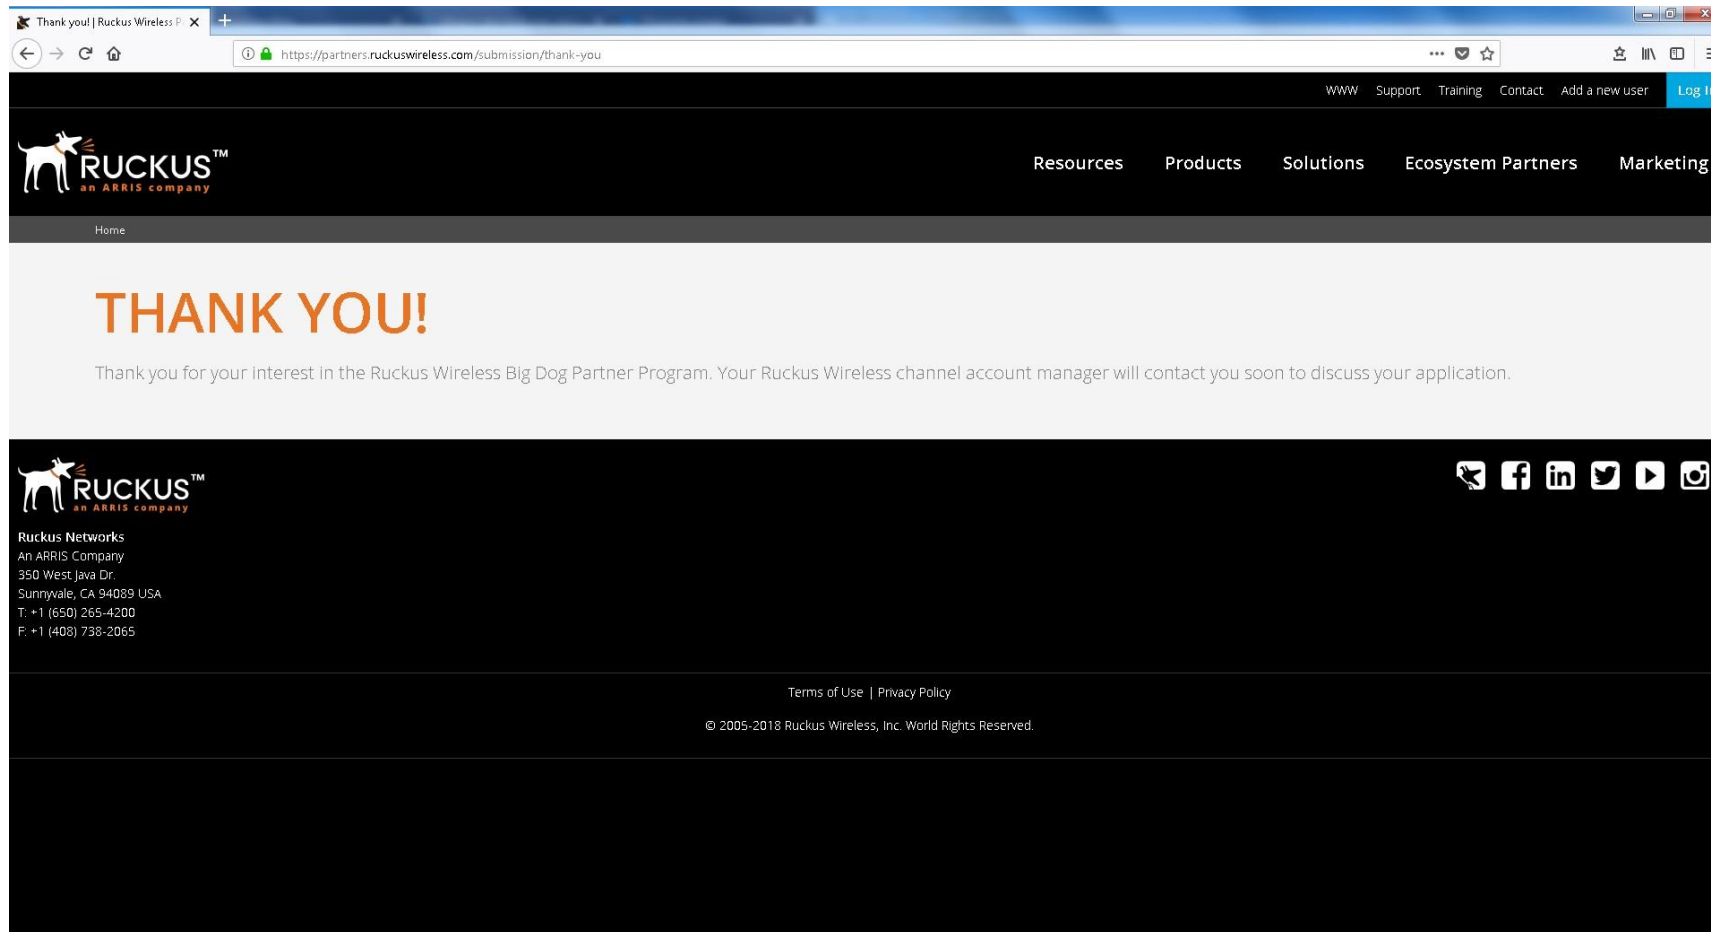 Thank you! | Ruckus Wireless P
https://partners.ruckuswireless.com/submission/thank-you
WWW Support Training Contact Add a new user Log In
RUCKUS™
an ARRIS company
Resources Products Solutions Ecosystem Partners Marketing
Home
THANK YOU!
Thank you for your interest in the Ruckus Wireless Big Dog Partner Program. Your Ruckus Wireless channel account manager will contact you soon to discuss your application.
RUCKUS™
an ARRIS company
Ruckus Networks
An ARRIS Company
350 West Java Dr.
Sunnyvale, CA 94089 USA
T: +1 (650) 265-4200
F: +1 (408) 738-2065
Terms of Use | Privacy Policy
© 2005-2018 Ruckus Wireless, Inc. World Rights Reserved.